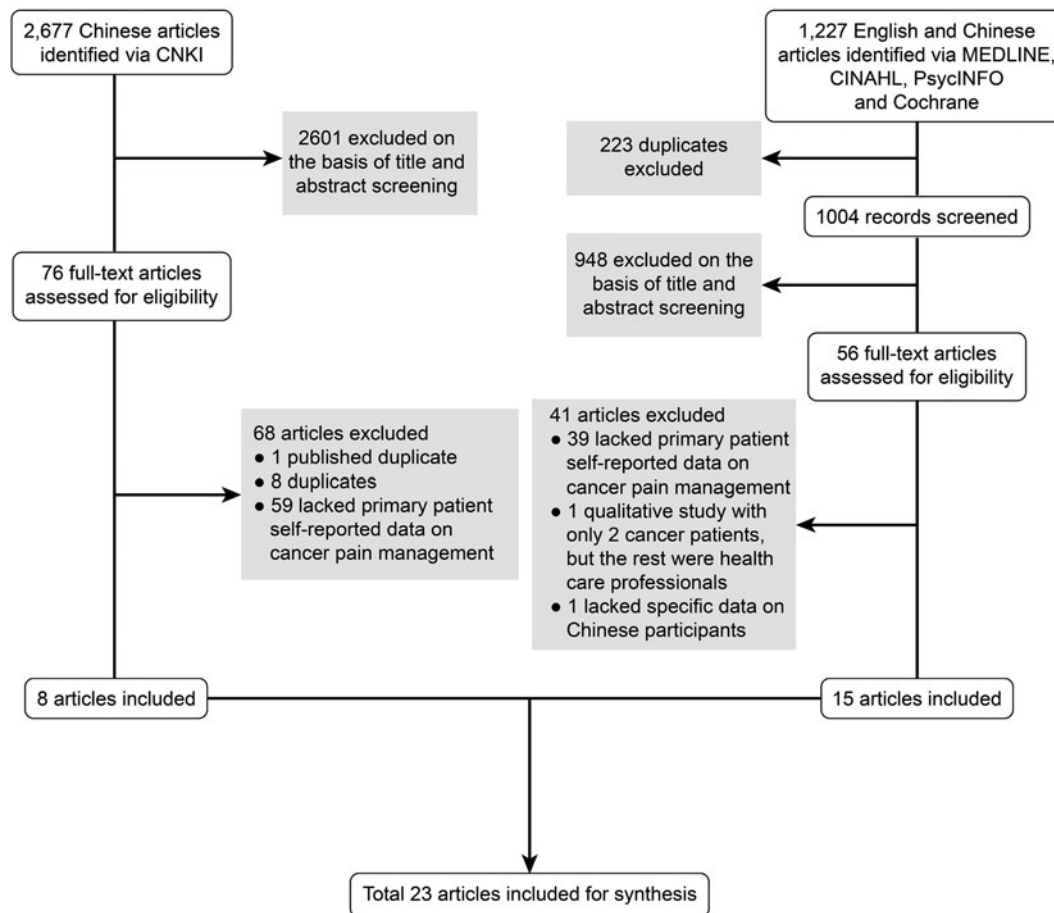 2,677 Chinese articles
identified via CNKI
1,227 English and Chinese
articles identified via MEDLINE,
CINAHL, PsycINFO
and Cochrane
2601 excluded on
the basis of title and
abstract screening
223 duplicates
excluded
1004 records screened
948 excluded on the
basis of title and
abstract screening
76 full-text articles
assessed for eligibility
56 full-text articles
assessed for eligibility
68 articles excluded
● 1 published duplicate
● 8 duplicates
● 59 lacked primary patient
self-reported data on
cancer pain management
41 articles excluded
● 39 lacked primary patient
self-reported data on
cancer pain management
● 1 qualitative study with
only 2 cancer patients,
but the rest were health
care professionals
● 1 lacked specific data on
Chinese participants
8 articles included
15 articles included
Total 23 articles included for synthesis